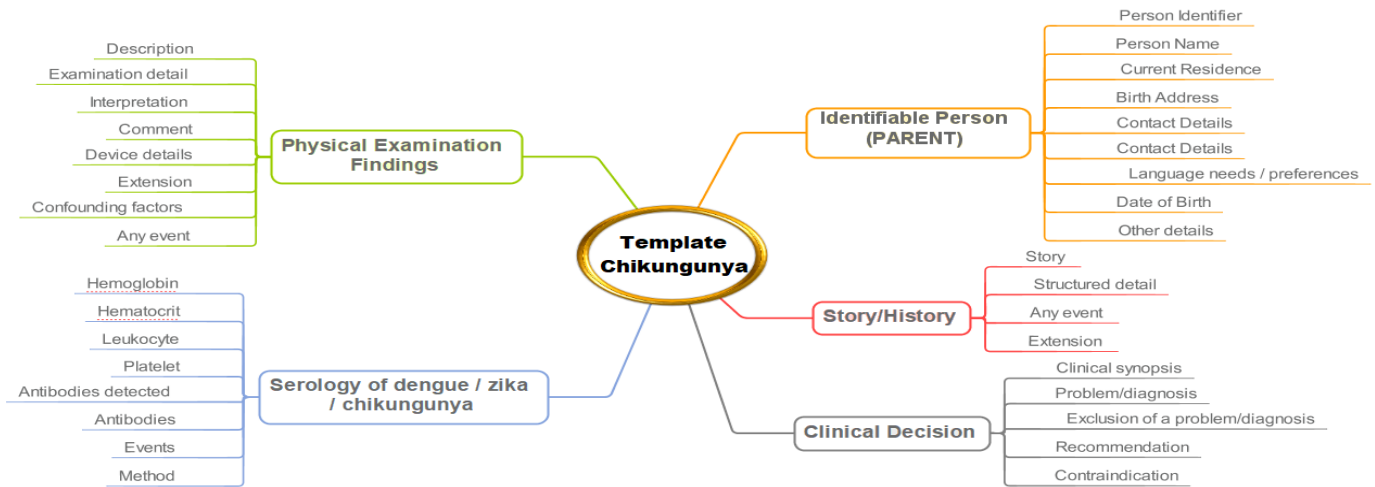 Template
Chikungunya
Physical Examination
Findings
Description
Examination detail
Interpretation
Comment
Device details
Extension
Confounding factors
Any event
Serology of dengue / zika
/ chikungunya
Hemoglobin
Hematocrit
Leukocyte
Platelet
Antibodies detected
Antibodies
Events
Method
Identifiable Person
(PARENT)
Person Identifier
Person Name
Current Residence
Birth Address
Contact Details
Contact Details
Language needs / preferences
Date of Birth
Other details
Story/History
Story
Structured detail
Any event
Extension
Clinical Decision
Clinical synopsis
Problem/diagnosis
Exclusion of a problem/diagnosis
Recommendation
Contraindication